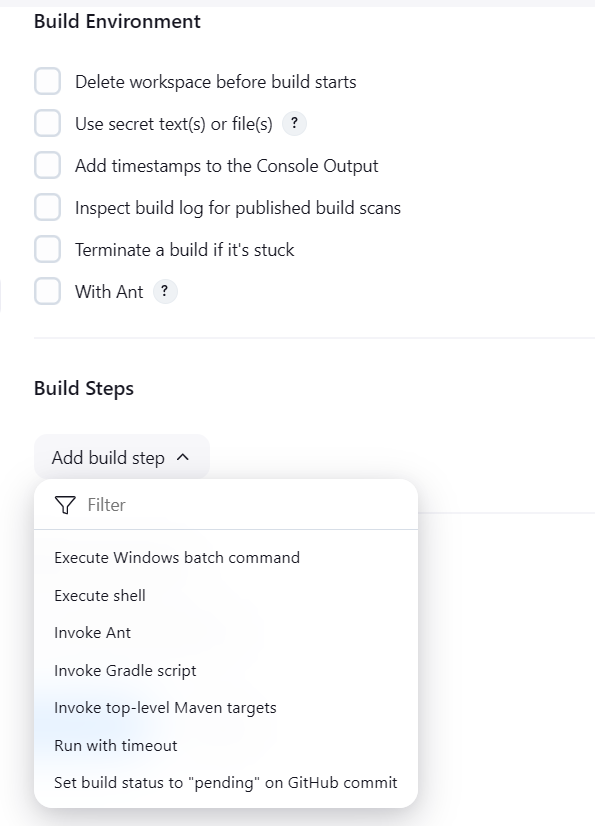 Build Environment
Delete workspace before build starts
Use secret text(s) or file(s) ?
Add timestamps to the Console Output
Inspect build log for published build scans
Terminate a build if it's stuck
With Ant ?
Build Steps
Add build step
Filter
Execute Windows batch command
Execute shell
Invoke Ant
Invoke Gradle script
Invoke top-level Maven targets
Run with timeout
Set build status to "pending" on GitHub commit